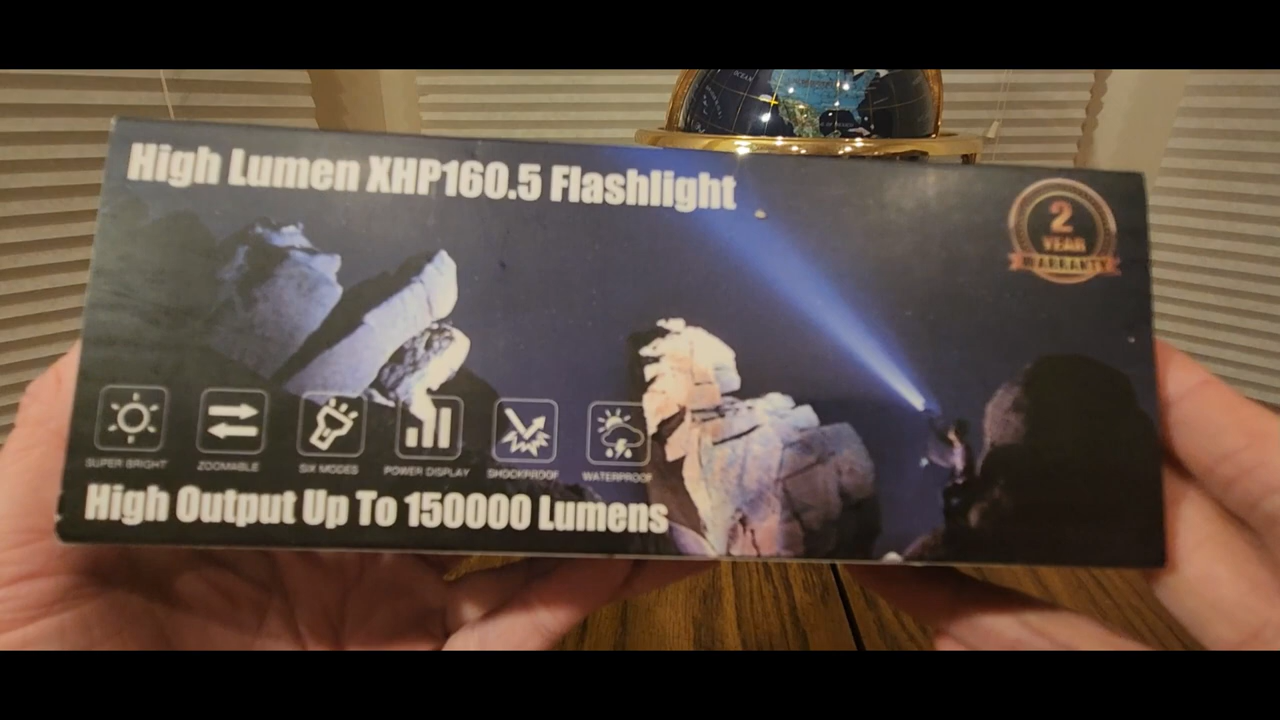 High Lumen XHP160.5 Flashlight
2
YEAR
WARRANTY
SUPER BRIGHT
ZOOMABLE
SIX MODES
POWER DISPLAY
SHOCKPROOF
WATERPROOF
High Output Up To 150000 Lumens